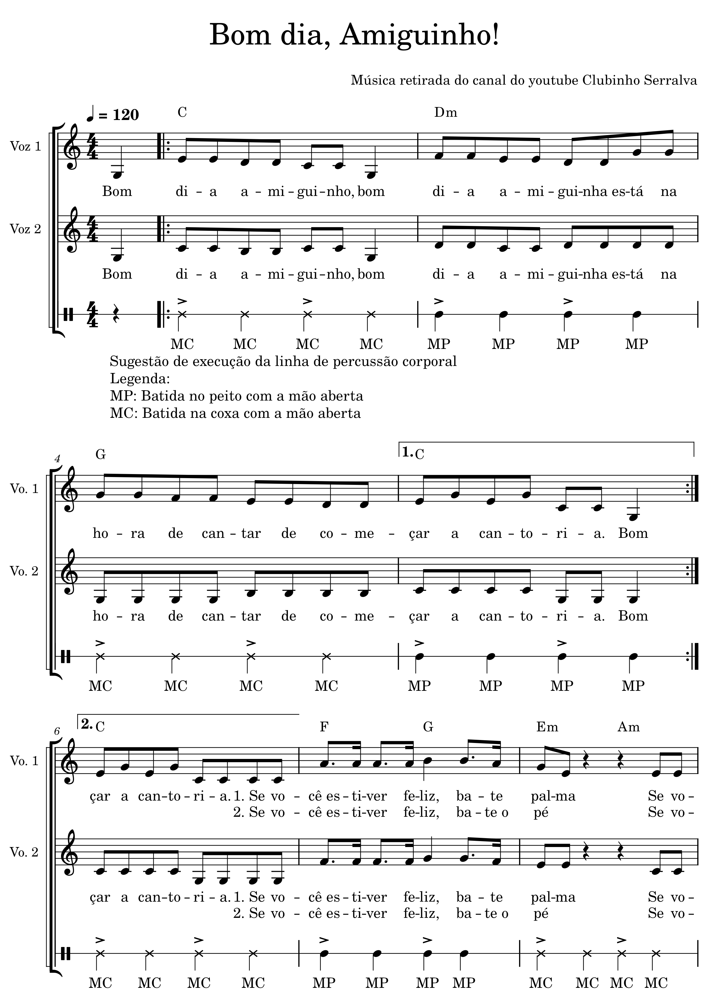 Bom dia, Amiguinho!
Música retirada do canal do youtube Clubinho Serralva
♩ = 120
C Dm
Voz 1
Bom di - a a - mi - gui - nho, bom di - a a - mi - gui - nha es - tá na
Voz 2
Bom di - a a - mi - gui - nho, bom di - a a - mi - gui - nha es - tá na
MC MC MC MC MP MP MP MP
Sugestão de execução da linha de percussão corporal
Legenda:
MP: Batida no peito com a mão aberta
MC: Batida na coxa com a mão aberta
4 G 1. C
Vo. 1
ho - ra de can - tar de co - me - çar a can - to - ri - a. Bom
Vo. 2
ho - ra de can - tar de co - me - çar a can - to - ri - a. Bom
MC MC MC MC MP MP MP MP
6 2. C F G Em Am
Vo. 1
çar a can - to - ri - a. 1. Se vo - cê es - ti - ver fe - liz, ba - te pal - ma Se vo -
2. Se vo - cê es - ti - ver fe - liz, ba - te o pé Se vo -
Vo. 2
çar a can - to - ri - a. 1. Se vo - cê es - ti - ver fe - liz, ba - te pal - ma Se vo -
2. Se vo - cê es - ti - ver fe - liz, ba - te o pé Se vo -
MC MC MC MC MP MP MP MP MC MC MC MC